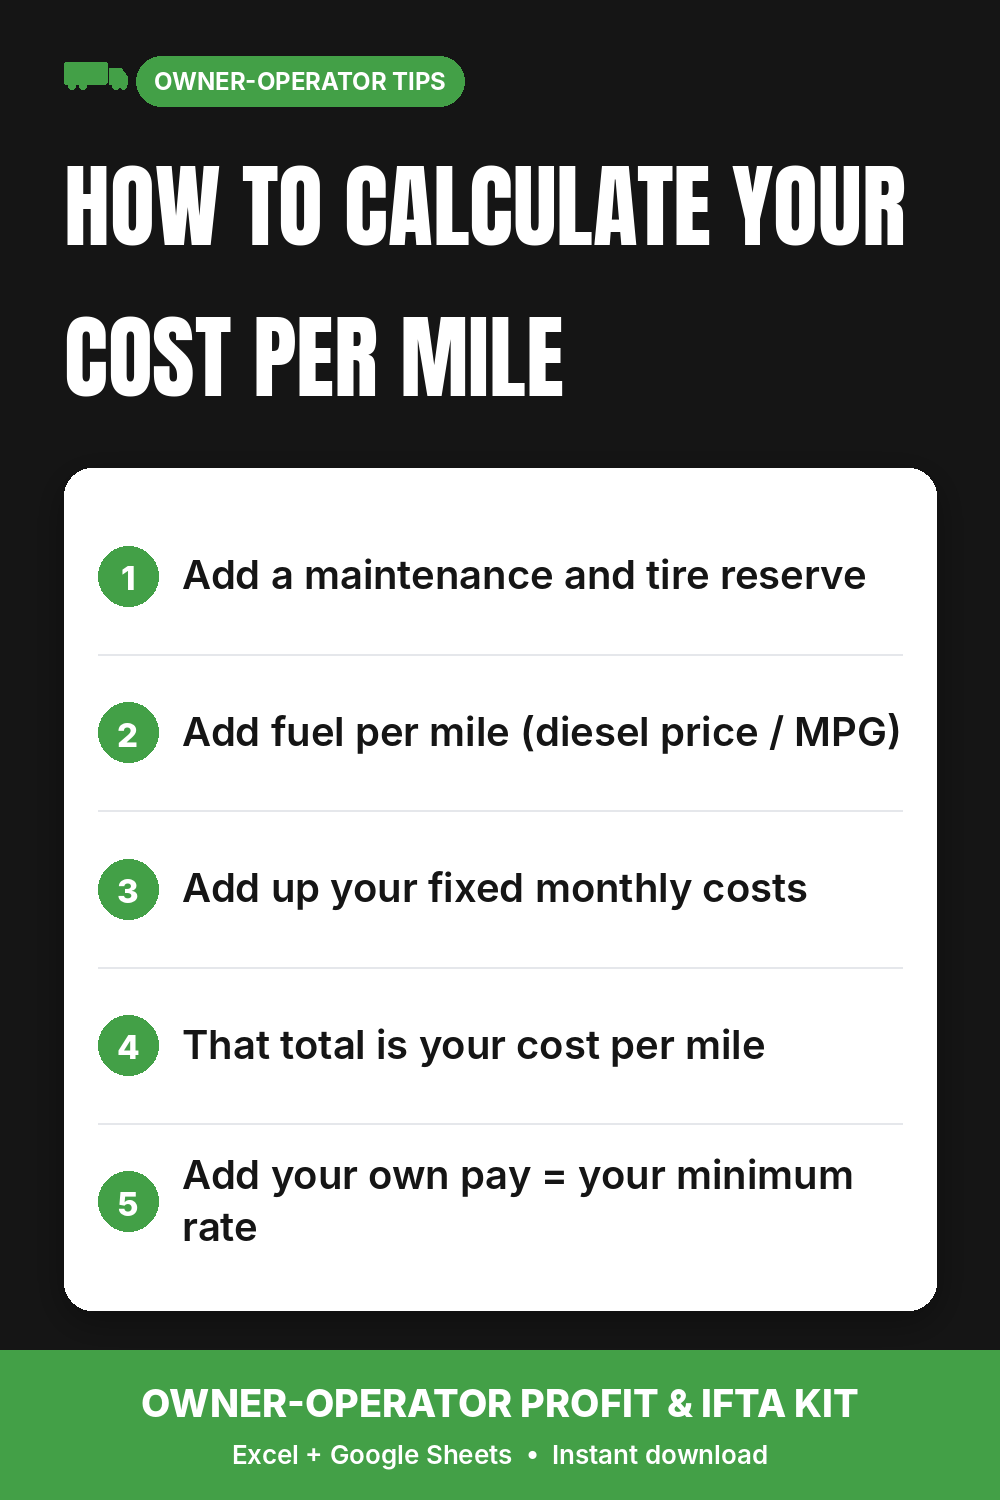 OWNER-OPERATOR TIPS
HOW TO CALCULATE YOUR
COST PER MILE
1 Add a maintenance and tire reserve
2 Add fuel per mile (diesel price / MPG)
3 Add up your fixed monthly costs
4 That total is your cost per mile
5 Add your own pay = your minimum
rate
OWNER-OPERATOR PROFIT & IFTA KIT
Excel + Google Sheets • Instant download